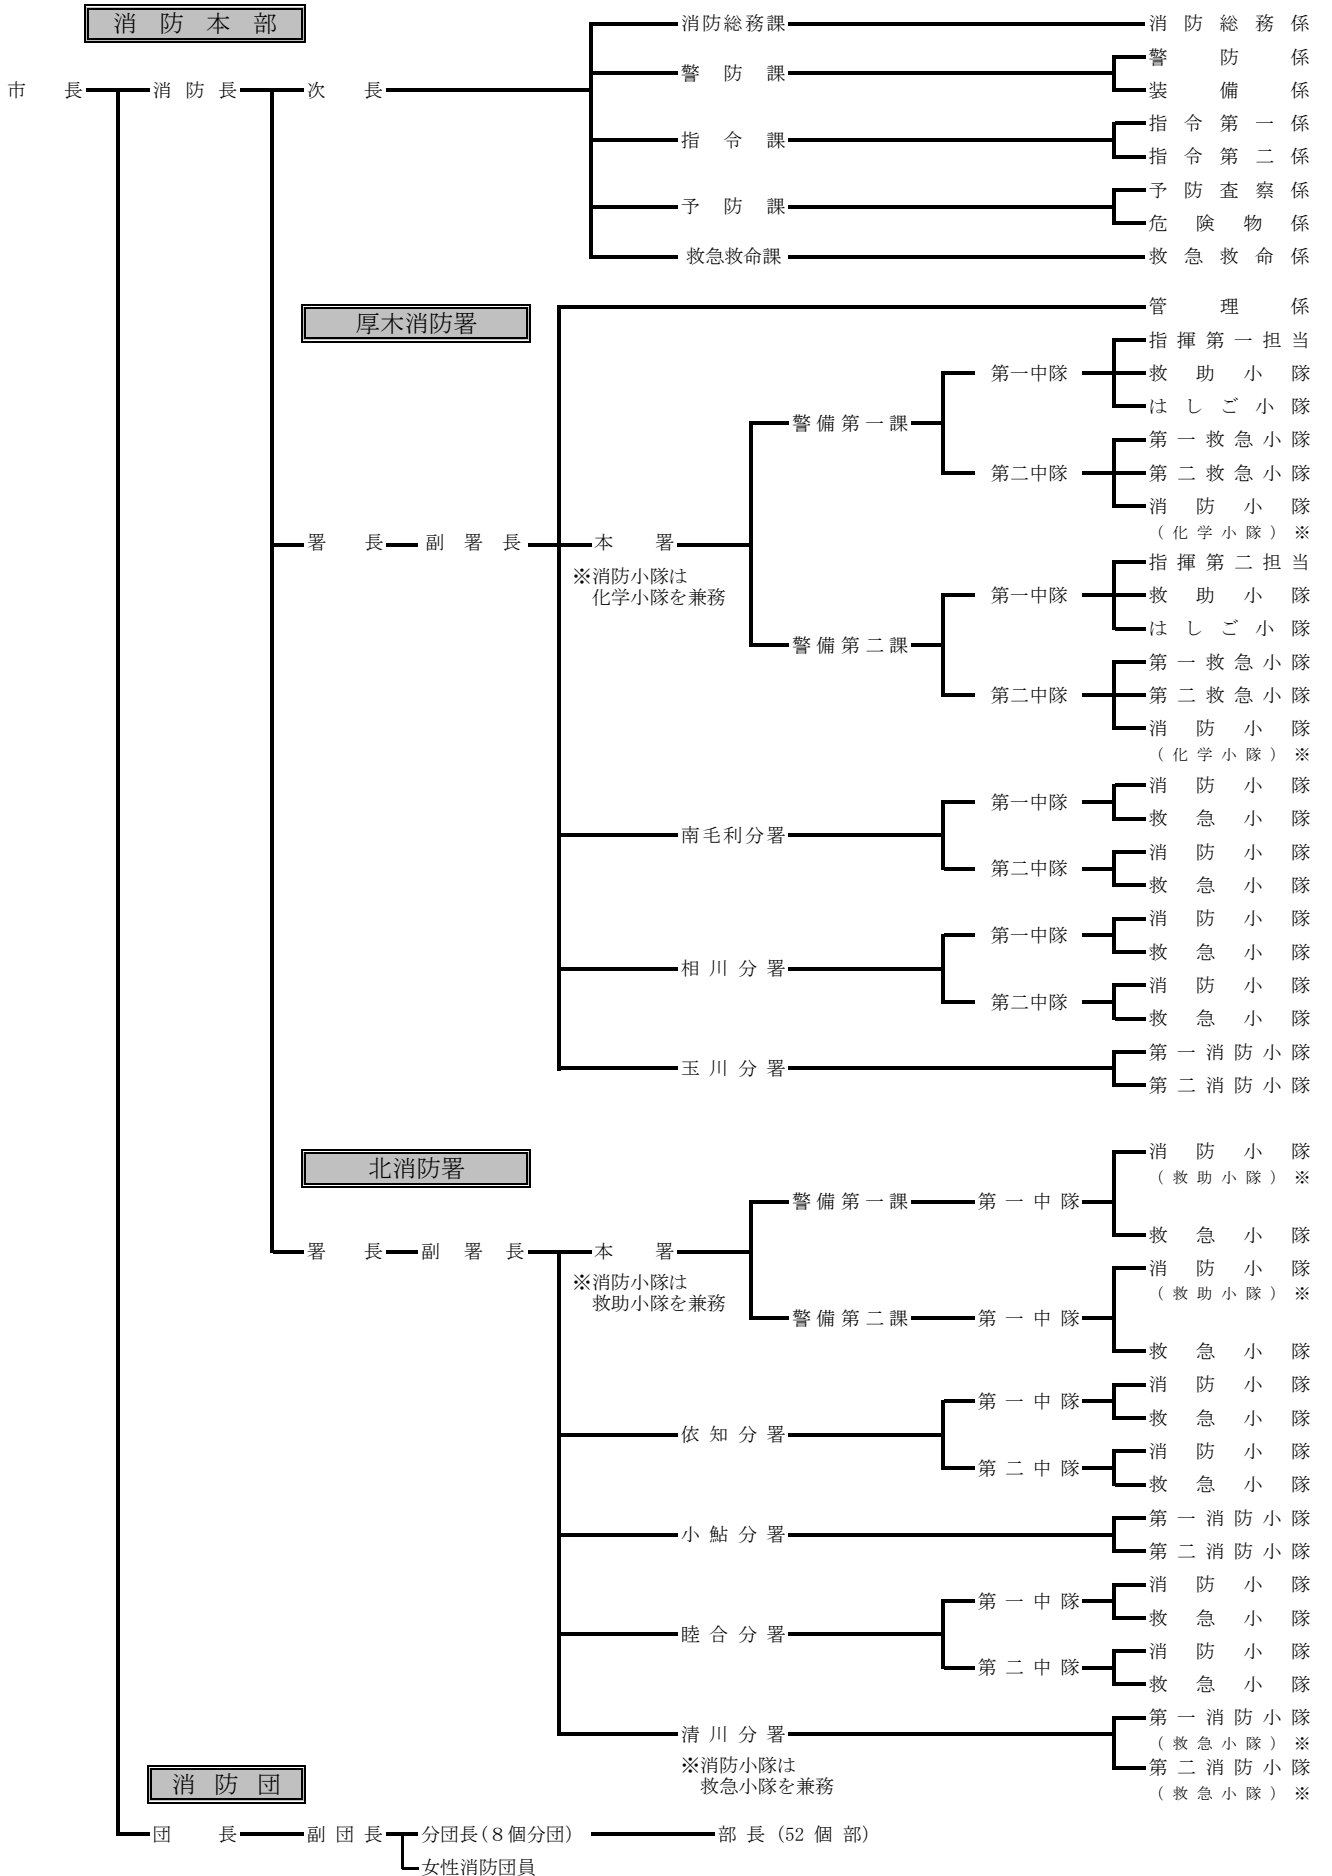 消防本部
消防総務課 消防総務係
警防課 警防係
市長 消防長 次長 装備係
指令課 指令第一係
指令第二係
予防課 予防査察係
危険物係
救急救命課 救急救命係
厚木消防署
管理係
指揮第一担当
第一中隊 救助小隊
はしご小隊
警備第一課
第一救急小隊
第二中隊 第二救急小隊
消防小隊
(化学小隊)※
署長 副署長 本署
※消防小隊は
化学小隊を兼務
指揮第二担当
第一中隊 救助小隊
はしご小隊
警備第二課
第一救急小隊
第二中隊 第二救急小隊
消防小隊
(化学小隊)※
南毛利分署
第一中隊 消防小隊
救急小隊
第二中隊 消防小隊
救急小隊
相川分署
第一中隊 消防小隊
救急小隊
第二中隊 消防小隊
救急小隊
玉川分署 第一消防小隊
第二消防小隊
北消防署
消防小隊
(救助小隊)※
警備第一課 第一中隊
救急小隊
署長 副署長 本署
※消防小隊は
救助小隊を兼務
消防小隊
(救助小隊)※
警備第二課 第一中隊
救急小隊
依知分署
第一中隊 消防小隊
救急小隊
第二中隊 消防小隊
救急小隊
小鮎分署 第一消防小隊
第二消防小隊
睦合分署
第一中隊 消防小隊
救急小隊
第二中隊 消防小隊
救急小隊
清川分署 第一消防小隊
(救急小隊)※
※消防小隊は
救急小隊を兼務
第二消防小隊
(救急小隊)※
消防団
団長 副団長 分団長(8個分団) 部長(52個部)
女性消防団員